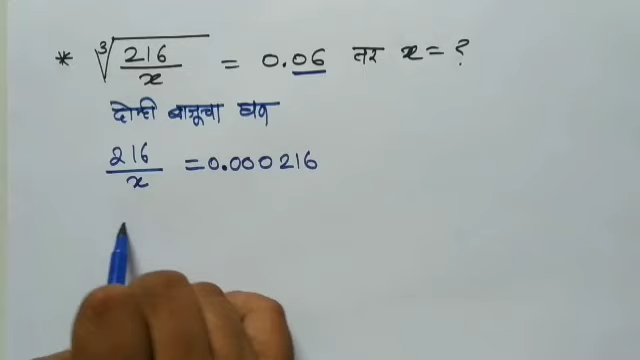 * ∛(216/x) = 0.06 तर x = ?
दोन्ही बाजूचा घन
216/x = 0.000216